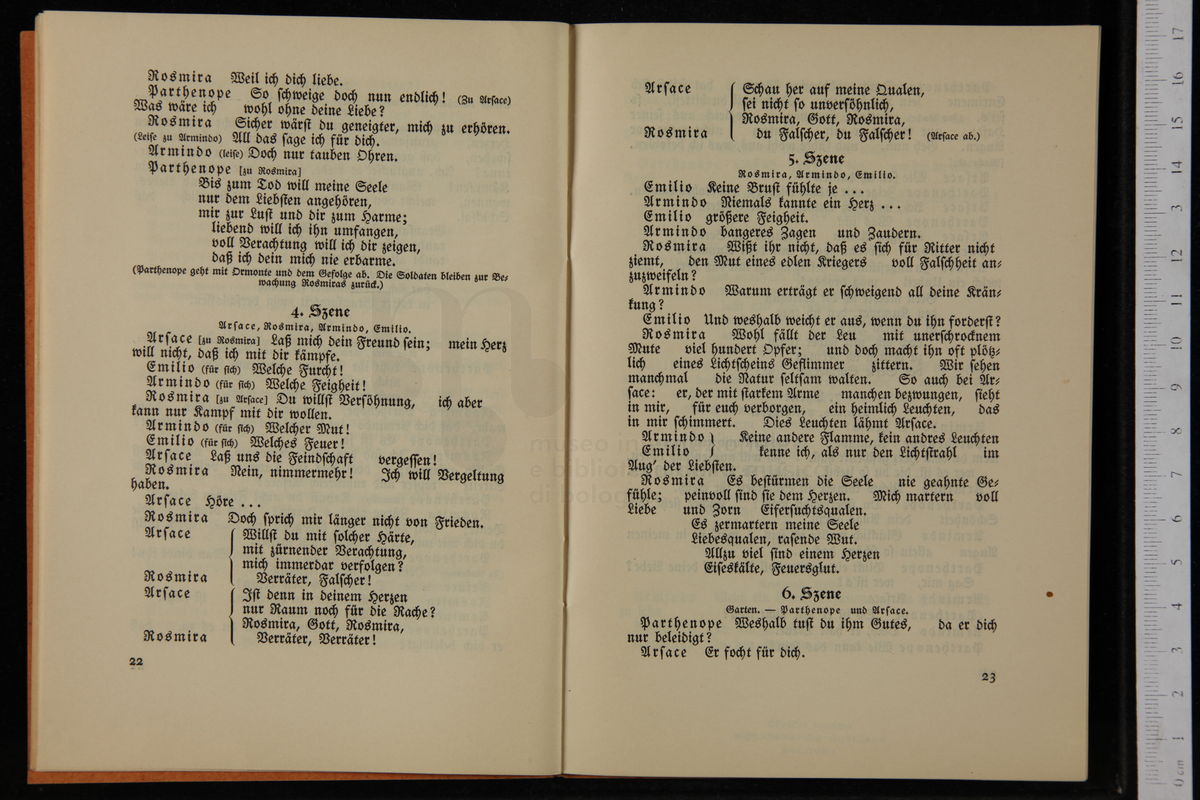 Rosmira Weil ich dich liebe.
Parthenope So schweige doch nun endlich! (Zu Arsace)
Was wäre ich wohl ohne deine Liebe?
Rosmira Sicher wärst du geneigter, mich zu erhören.
(Leise zu Armindo) All das sage ich für dich.
Armindo (leise) Doch nur tauben Ohren.
Parthenope [zu Rosmira]
Bis zum Tod will meine Seele
nur dem Liebsten angehören,
mir zur Lust und dir zum Harme;
liebend will ich ihn umfangen,
voll Verachtung will ich dir zeigen,
daß ich dein mich nie erbarme.
(Parthenope geht mit Ormonte und dem Gefolge ab. Die Soldaten bleiben zur Be-
wachung Rosmiras zurück.)
4. Szene
Arsace, Rosmira, Armindo, Emilio.
Arsace [zu Rosmira] Laß mich dein Freund sein; mein Herz
will nicht, daß ich mit dir kämpfe.
Emilio (für sich) Welche Furcht!
Armindo (für sich) Welche Feigheit!
Rosmira [zu Arsace] Du willst Versöhnung, ich aber
kann nur Kampf mit dir wollen.
Armindo (für sich) Welcher Mut!
Emilio (für sich) Welches Feuer!
Arsace Laß uns die Feindschaft vergessen!
Rosmira Nein, nimmermehr! Ich will Vergeltung
haben.
Arsace Höre ...
Rosmira Doch sprich mir länger nicht von Frieden.
Arsace Willst du mit solcher Härte,
mit zürnender Verachtung,
mich immerdar verfolgen?
Rosmira Verräter, Falscher!
Arsace Ist denn in deinem Herzen
nur Raum noch für die Rache?
Rosmira, Gott, Rosmira,
Rosmira Verräter, Verräter!
22
Arsace Schau her auf meine Qualen,
sei nicht so unversöhnlich,
Rosmira, Gott, Rosmira,
Rosmira du Falscher, du Falscher! (Arsace ab.)
5. Szene
Rosmira, Armindo, Emilio.
Emilio Keine Brust fühlte je ...
Armindo Niemals kannte ein Herz ...
Emilio größere Feigheit.
Armindo bangeres Zagen und Zaudern.
Rosmira Wißt ihr nicht, daß es sich für Ritter nicht
ziemt, den Mut eines edlen Kriegers voll Falschheit an-
zuzweifeln?
Armindo Warum erträgt er schweigend all deine Krän-
kung?
Emilio Und weshalb weicht er aus, wenn du ihn forderst?
Rosmira Wohl fällt der Leu mit unerschrocknem
Mute viel hundert Opfer; und doch macht ihn oft plötz-
lich eines Lichtscheins Geflimmer zittern. Wir sehen
manchmal die Natur seltsam walten. So auch bei Ar-
sace: er, der mit starkem Arme manchen bezwungen, sieht
in mir, für euch verborgen, ein heimlich Leuchten, das
in mir schimmert. Dies Leuchten lähmt Arsace.
Armindo Keine andere Flamme, kein andres Leuchten
Emilio kenne ich, als nur den Lichtstrahl im
Aug' der Liebsten.
Rosmira Es bestürmen die Seele nie geahnte Ge-
fühle; peinvoll sind sie dem Herzen. Mich martern voll
Liebe und Zorn Eifersuchtsqualen.
Es zermartern meine Seele
Liebesqualen, rasende Wut.
Allzu viel sind einem Herzen
Eiseskälte, Feuersglut.
6. Szene
Garten. — Parthenope und Arsace.
Parthenope Weshalb tust du ihm Gutes, da er dich
nur beleidigt?
Arsace Er focht für dich.
23